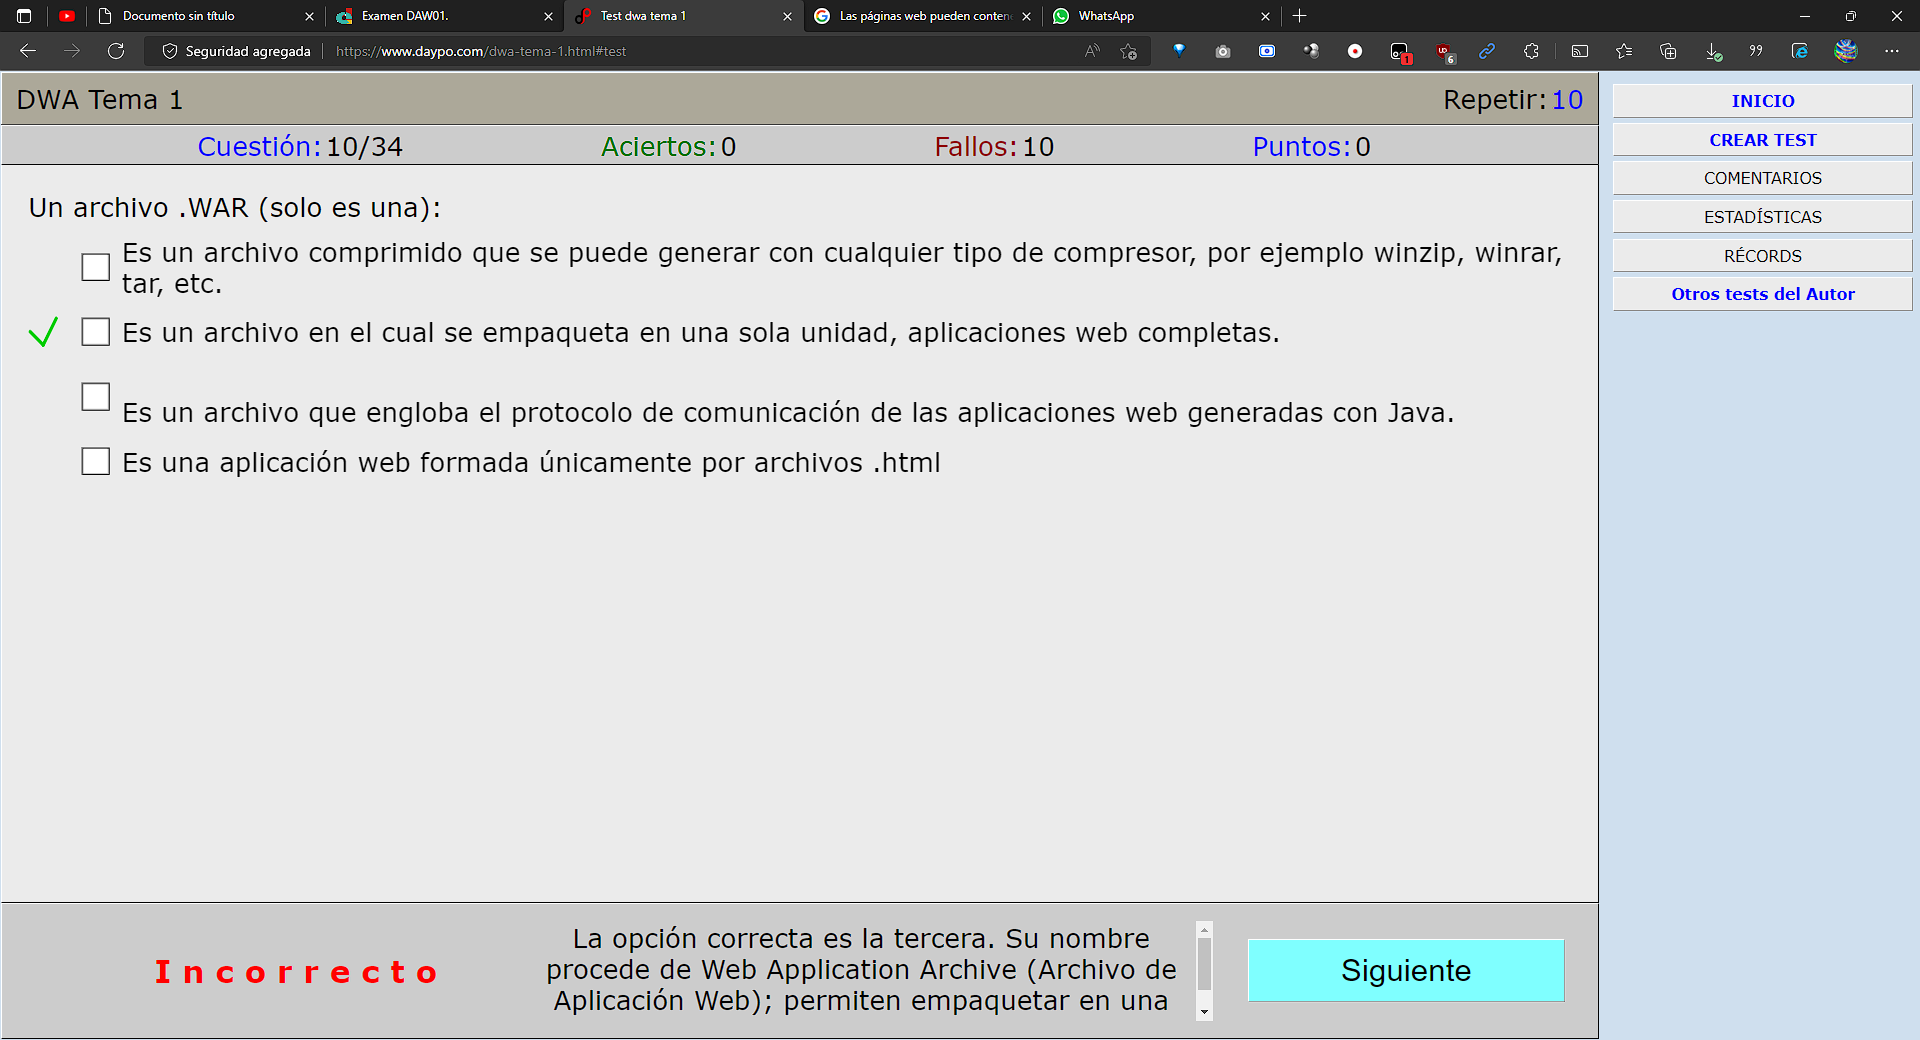 Documento sin título
Examen DAW01.
Test dwa tema 1
Las páginas web pueden conten
WhatsApp
Seguridad agregada
https://www.daypo.com/dwa-tema-1.html#test
1
6
DWA Tema 1
Repetir: 10
Cuestión: 10/34
Aciertos: 0
Fallos: 10
Puntos: 0
Un archivo .WAR (solo es una):
Es un archivo comprimido que se puede generar con cualquier tipo de compresor, por ejemplo winzip, winrar,
tar, etc.
Es un archivo en el cual se empaqueta en una sola unidad, aplicaciones web completas.
Es un archivo que engloba el protocolo de comunicación de las aplicaciones web generadas con Java.
Es una aplicación web formada únicamente por archivos .html
Incorrecto
La opción correcta es la tercera. Su nombre
procede de Web Application Archive (Archivo de
Aplicación Web); permiten empaquetar en una
Siguiente
INICIO
CREAR TEST
COMENTARIOS
ESTADÍSTICAS
RÉCORDS
Otros tests del Autor